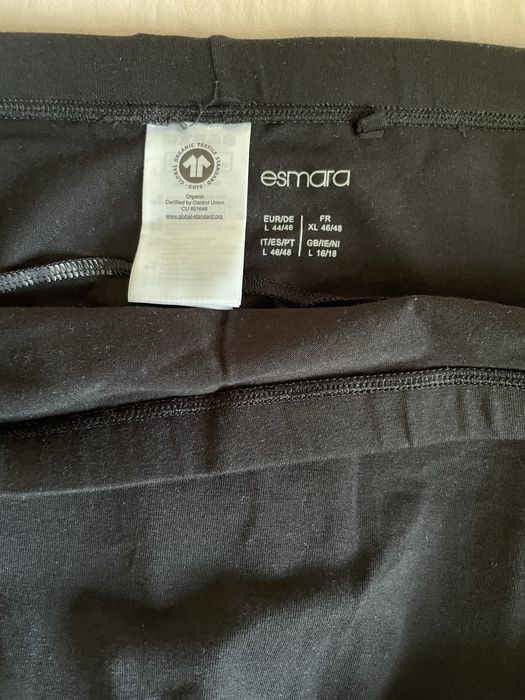 GLOBAL ORGANIC TEXTILE STANDARD
· GOTS ·
Organic
Certified by Control Union
CU 851646
www.global-standard.org
esmara
EUR/DE
L 44/46
FR
XL 46/48
IT/ES/PT
L 46/48
GB/IE/NI
L 16/18